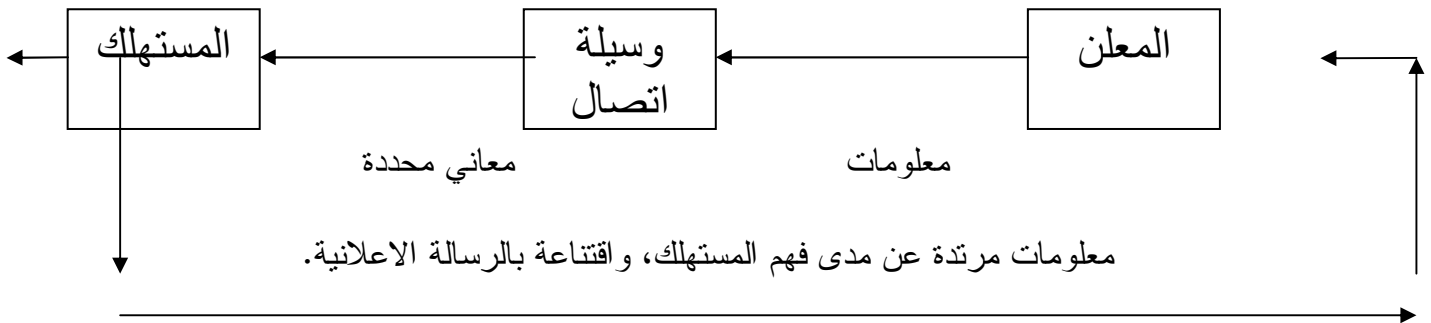 المعلن
وسيلة
اتصال
المستهلك
معلومات
معاني محددة
معلومات مرتدة عن مدى فهم المستهلك، واقتناعة بالرسالة الاعلانية.